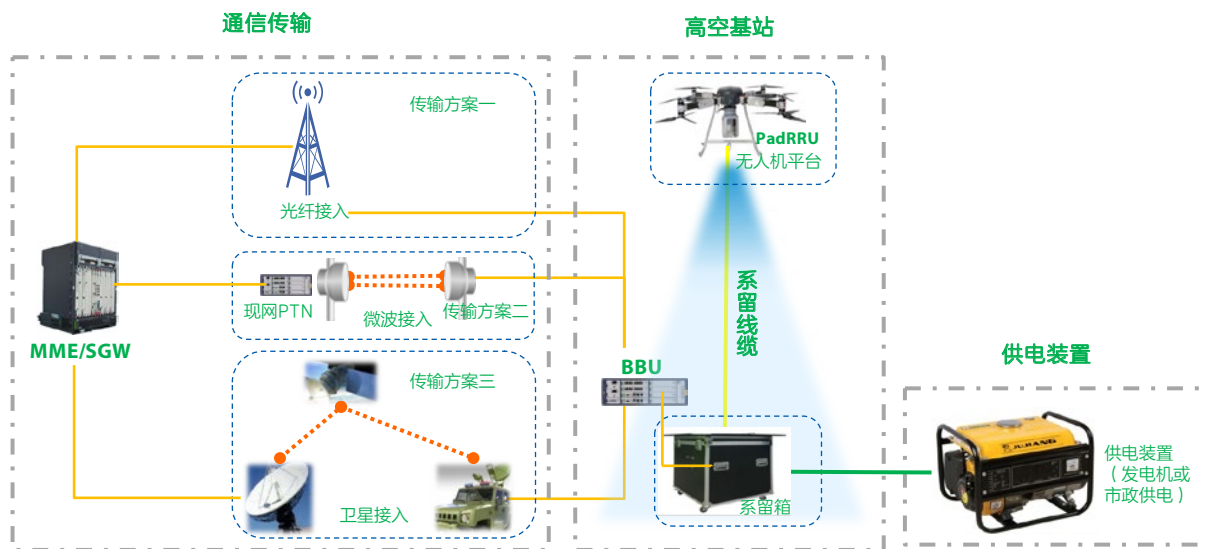 通信传输
高空基站
传输方案一
PadRRU
无人机平台
光纤接入
现网PTN
微波接入
传输方案二
MME/SGW
系留线缆
传输方案三
BBU
卫星接入
系留箱
供电装置
JIJIANG
供电装置
（发电机或
市政供电）